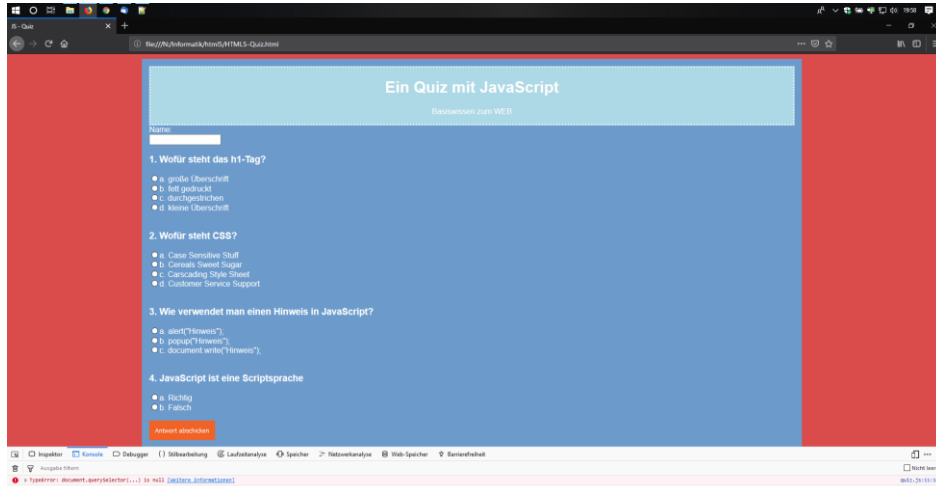 19:58
JS - Quiz
file:///N:/Informatik/html5/HTML5-Quiz.html
Ein Quiz mit JavaScript
Basiswissen zum WEB
Name:
1. Wofür steht das h1-Tag?
a. große Überschrift
b. fett gedruckt
c. durchgestrichen
d. kleine Überschrift
2. Wofür steht CSS?
a. Case Sensitive Stuff
b. Cereals Sweet Sugar
c. Carscading Style Sheet
d. Customer Service Support
3. Wie verwendet man einen Hinweis in JavaScript?
a. alert("Hinweis");
b. popup("Hinweis");
c. document.write("Hinweis");
4. JavaScript ist eine Scriptsprache
a. Richtig
b. Falsch
Antwort abschicken
Inspektor Konsole Debugger Stilbearbeitung Laufzeitanalyse Speicher Netzwerkanalyse Web-Speicher Barrierefreiheit
Ausgabe filtern Nicht leer
TypeError: document.querySelector(...) is null [Weitere Informationen]